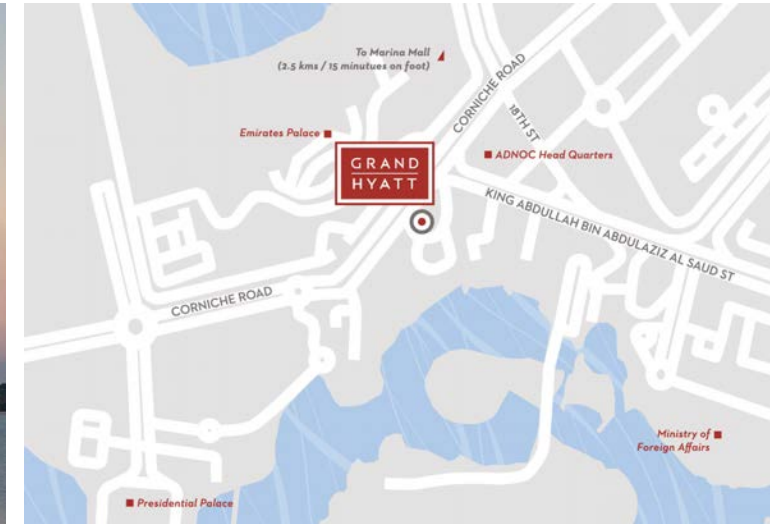 To Marina Mall
(2.5 kms / 15 minutues on foot)
CORNICHE ROAD
18TH ST
Emirates Palace
ADNOC Head Quarters
GRAND
HYATT
KING ABDULLAH BIN ABDULAZIZ AL SAUD ST
CORNICHE ROAD
Ministry of
Foreign Affairs
Presidential Palace